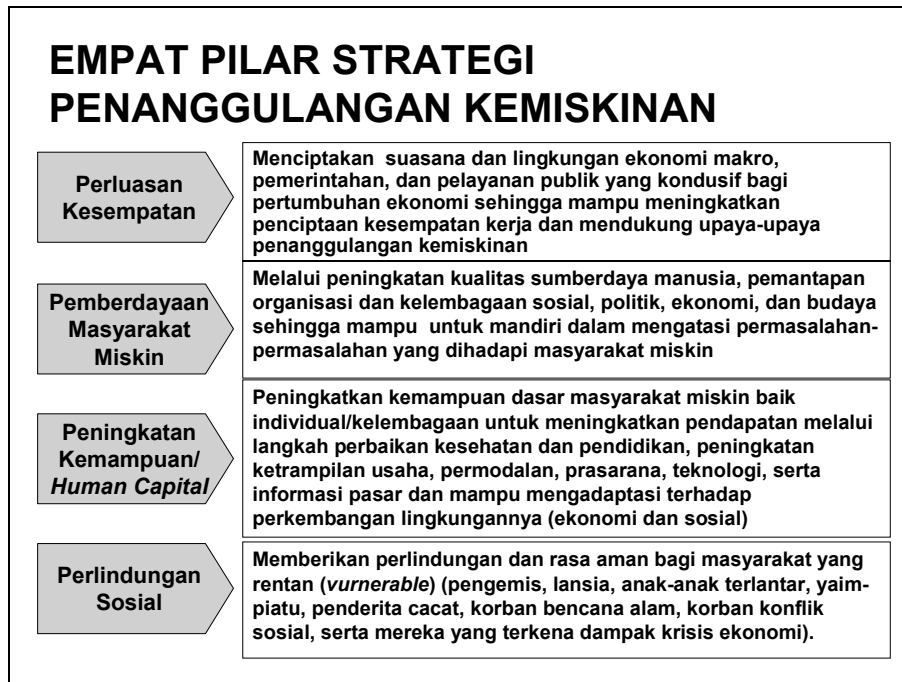 EMPAT PILAR STRATEGI
PENANGGULANGAN KEMISKINAN
Perluasan
Kesempatan
Menciptakan suasana dan lingkungan ekonomi makro,
pemerintahan, dan pelayanan publik yang kondusif bagi
pertumbuhan ekonomi sehingga mampu meningkatkan
penciptaan kesempatan kerja dan mendukung upaya-upaya
penanggulangan kemiskinan
Pemberdayaan
Masyarakat
Miskin
Melalui peningkatan kualitas sumberdaya manusia, pemantapan
organisasi dan kelembagaan sosial, politik, ekonomi, dan budaya
sehingga mampu untuk mandiri dalam mengatasi permasalahan-
permasalahan yang dihadapi masyarakat miskin
Peningkatan
Kemampuan/
Human Capital
Peningkatkan kemampuan dasar masyarakat miskin baik
individual/kelembagaan untuk meningkatkan pendapatan melalui
langkah perbaikan kesehatan dan pendidikan, peningkatan
ketrampilan usaha, permodalan, prasarana, teknologi, serta
informasi pasar dan mampu mengadaptasi terhadap
perkembangan lingkungannya (ekonomi dan sosial)
Perlindungan
Sosial
Memberikan perlindungan dan rasa aman bagi masyarakat yang
rentan (vurnerable) (pengemis, lansia, anak-anak terlantar, yaim-
piatu, penderita cacat, korban bencana alam, korban konflik
sosial, serta mereka yang terkena dampak krisis ekonomi).